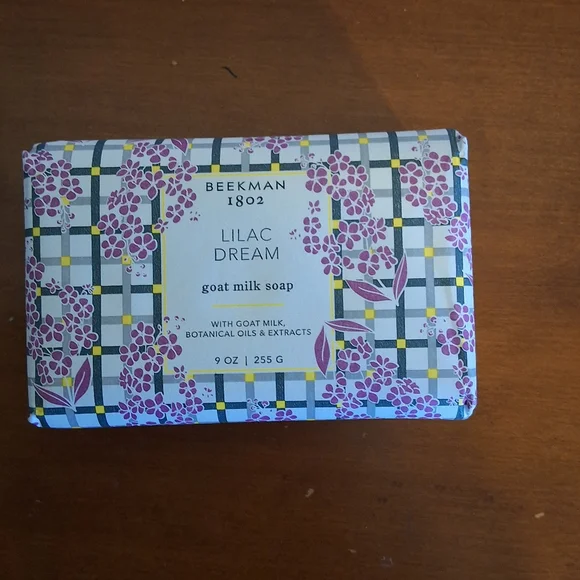 BEEKMAN
1802
LILAC
DREAM
goat milk soap
WITH GOAT MILK,
BOTANICAL OILS & EXTRACTS
9 OZ | 255 G